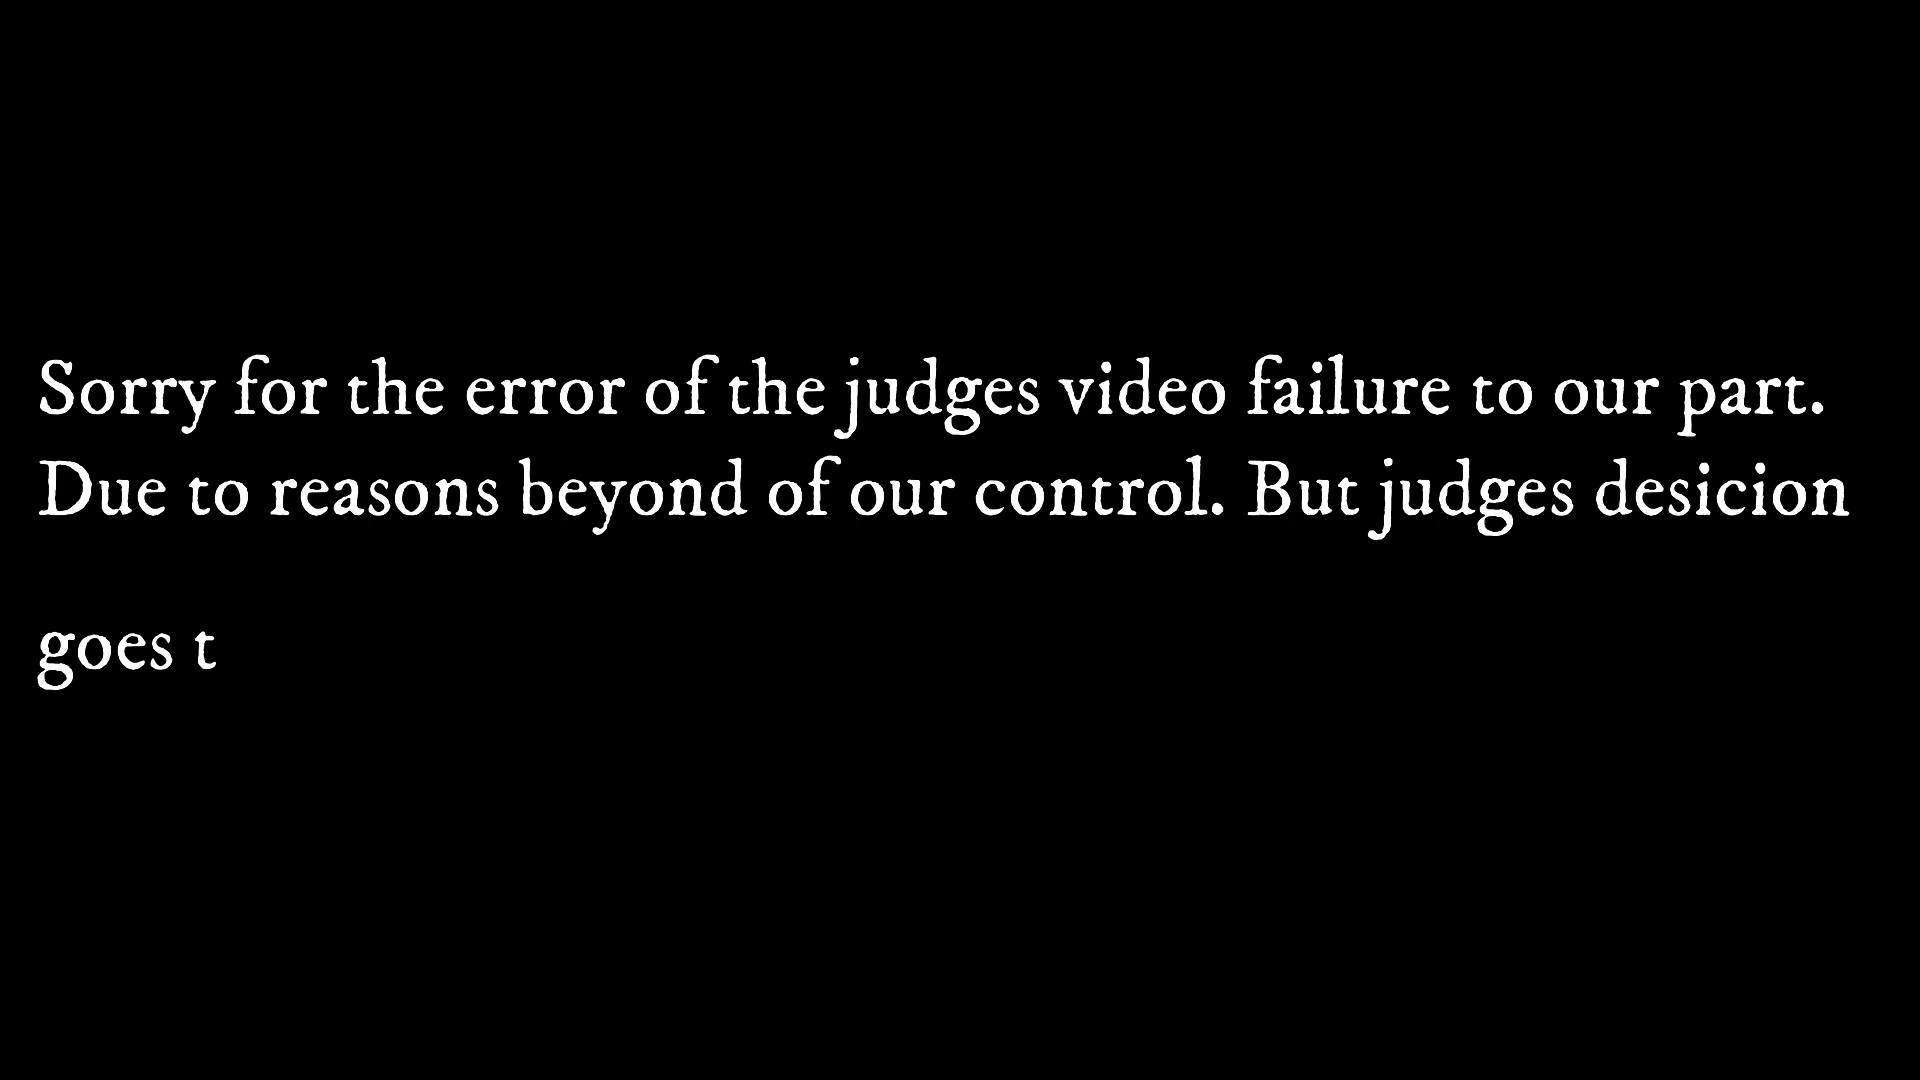 Sorry for the error of the judges video failure to our part.
Due to reasons beyond of our control. But judges desicion
goes t